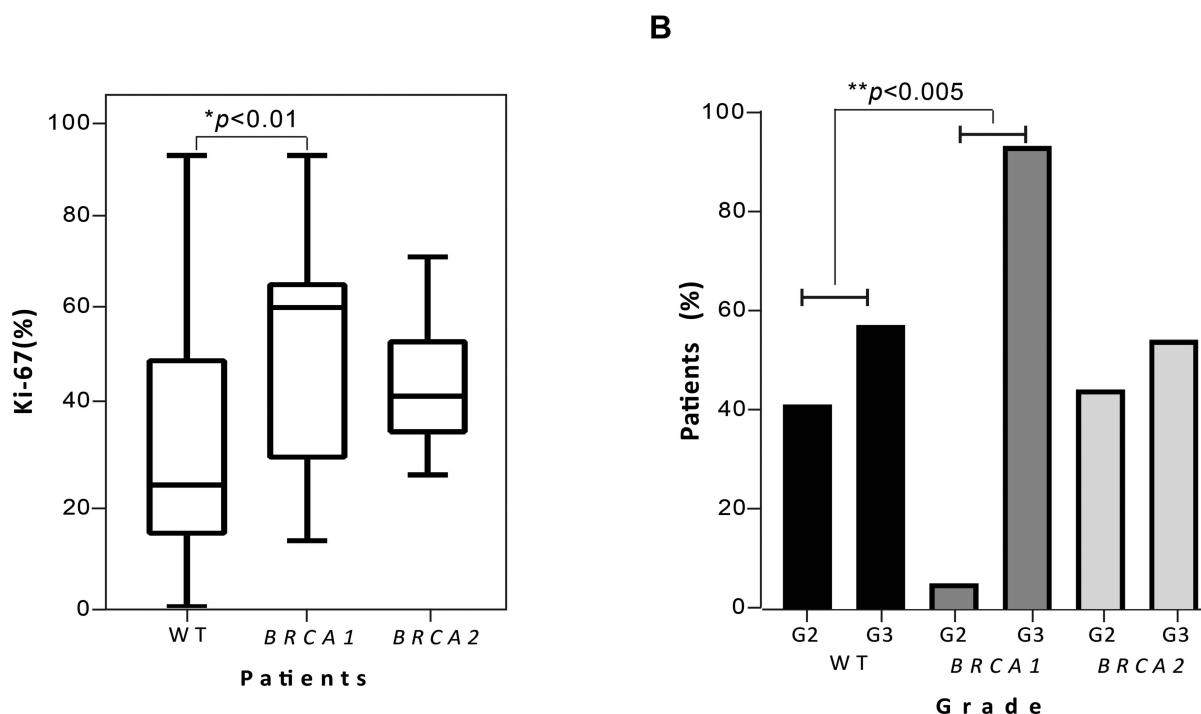 *p<0.01
100
80
60
40
20
0
Ki-67(%)
WT
BRCA1
BRCA2
Patients
B
**p<0.005
100
80
60
40
20
0
Patients (%)
G2 G3 G2 G3 G2 G3
WT BRCA1 BRCA2
Grade